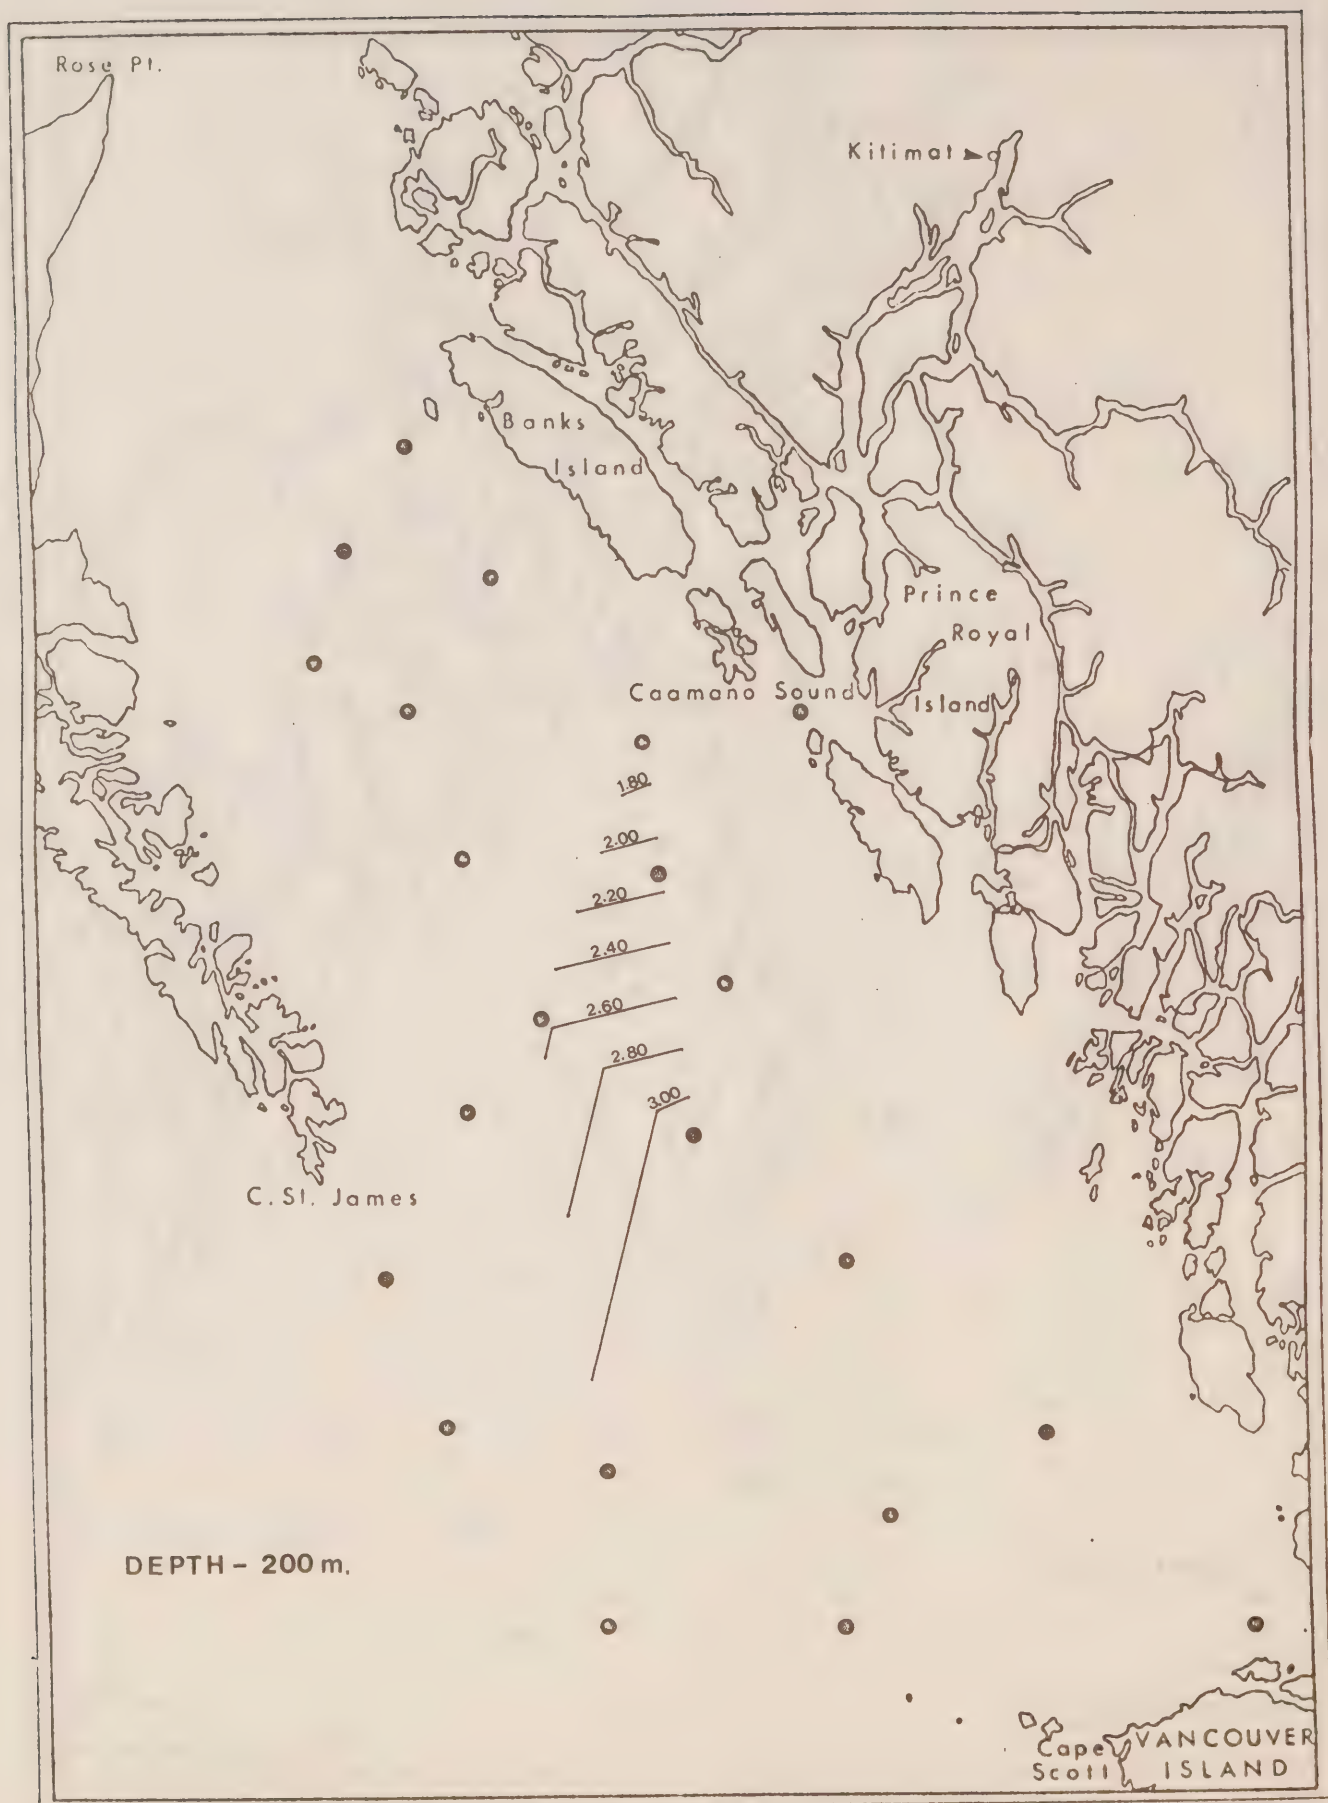 Rose Pt.
Kitimat
Banks
Island
Prince
Royal
Island
Caamano Sound
1.80
2.00
2.20
2.40
2.60
2.80
3.00
C. St. James
DEPTH - 200 m.
Cape
Scott
VANCOUVER
ISLAND